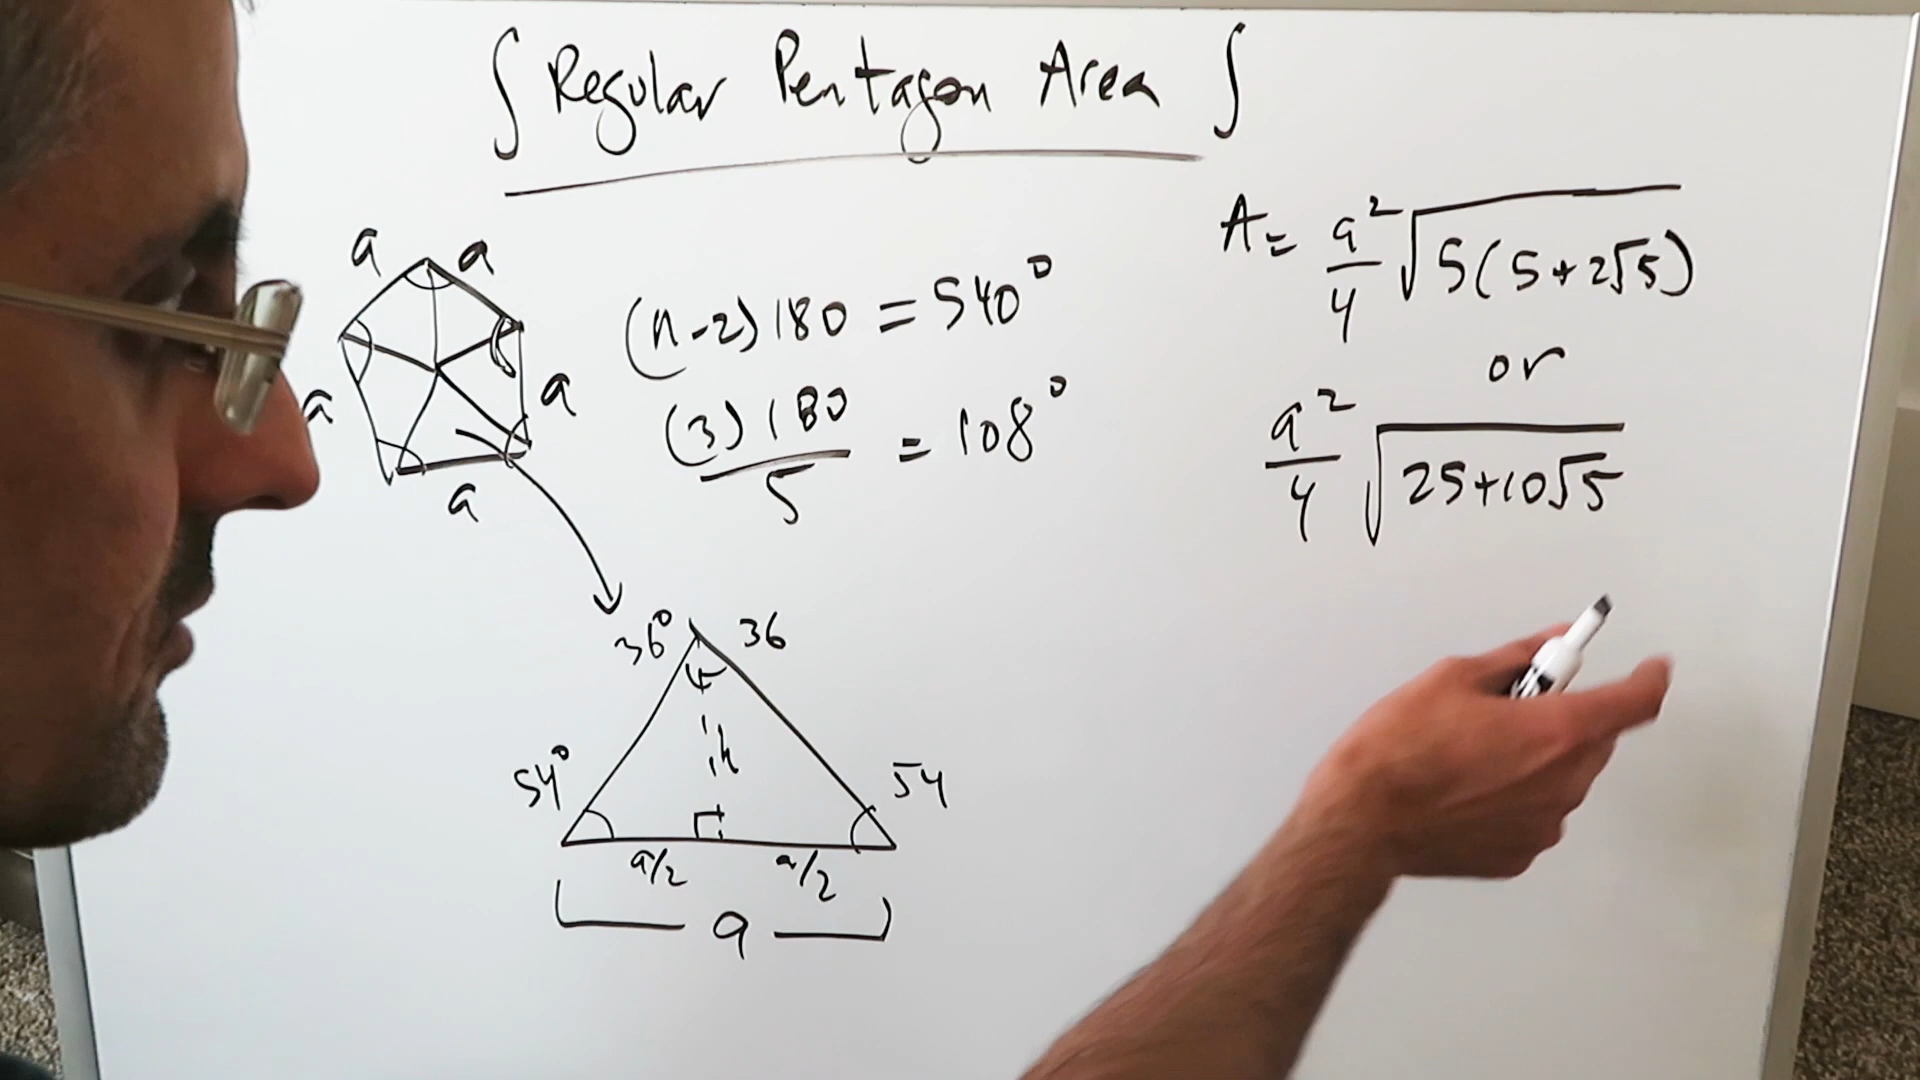 ∫ Regular Pentagon Area ∫
a a
a a
a
(n-2)180 = 540°
(3)180/5 = 108°
A = a²/4 √(5(5+2√5))
or
a²/4 √(25+10√5)
36° 36
h
54° 54
a/2 a/2
a